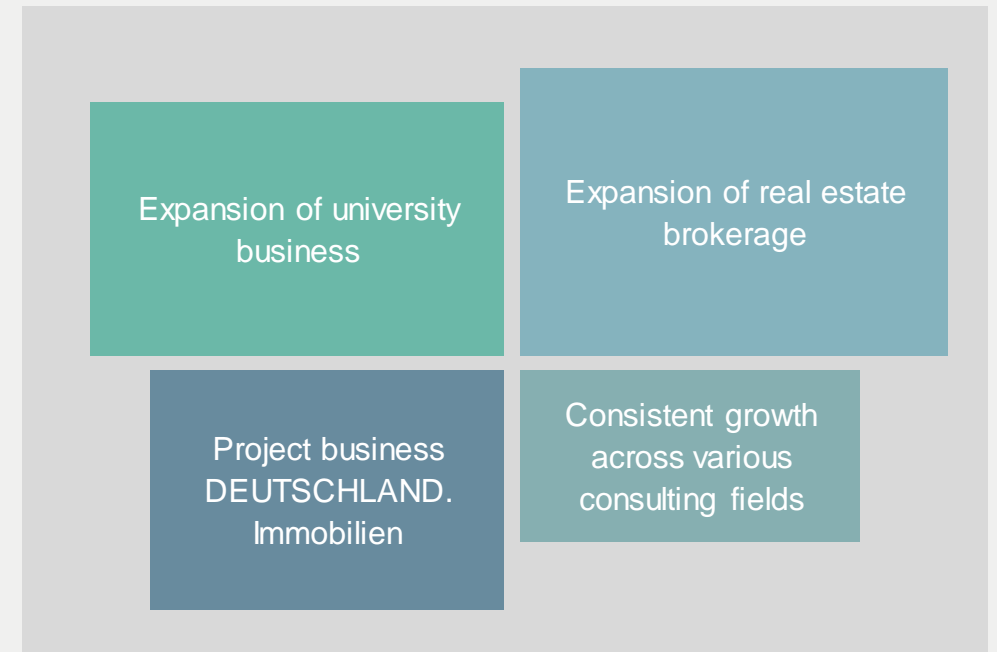 Expansion of university
business
Expansion of real estate
brokerage
Project business
DEUTSCHLAND.
Immobilien
Consistent growth
across various
consulting fields